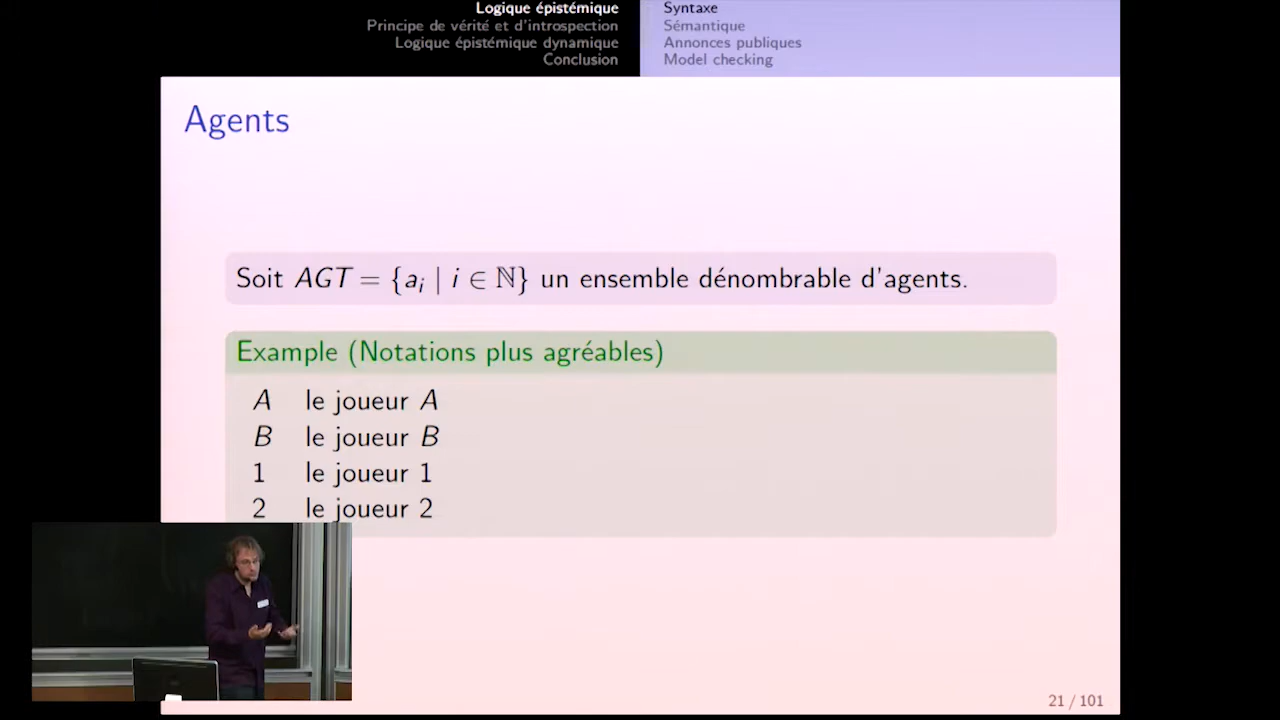 Logique épistémique
Principe de vérité et d'introspection
Logique épistémique dynamique
Conclusion
Syntaxe
Sémantique
Annonces publiques
Model checking
Agents
Soit AGT = {aᵢ | i ∈ ℕ} un ensemble dénombrable d'agents.
Example (Notations plus agréables)
A le joueur A
B le joueur B
1 le joueur 1
2 le joueur 2
21 / 101